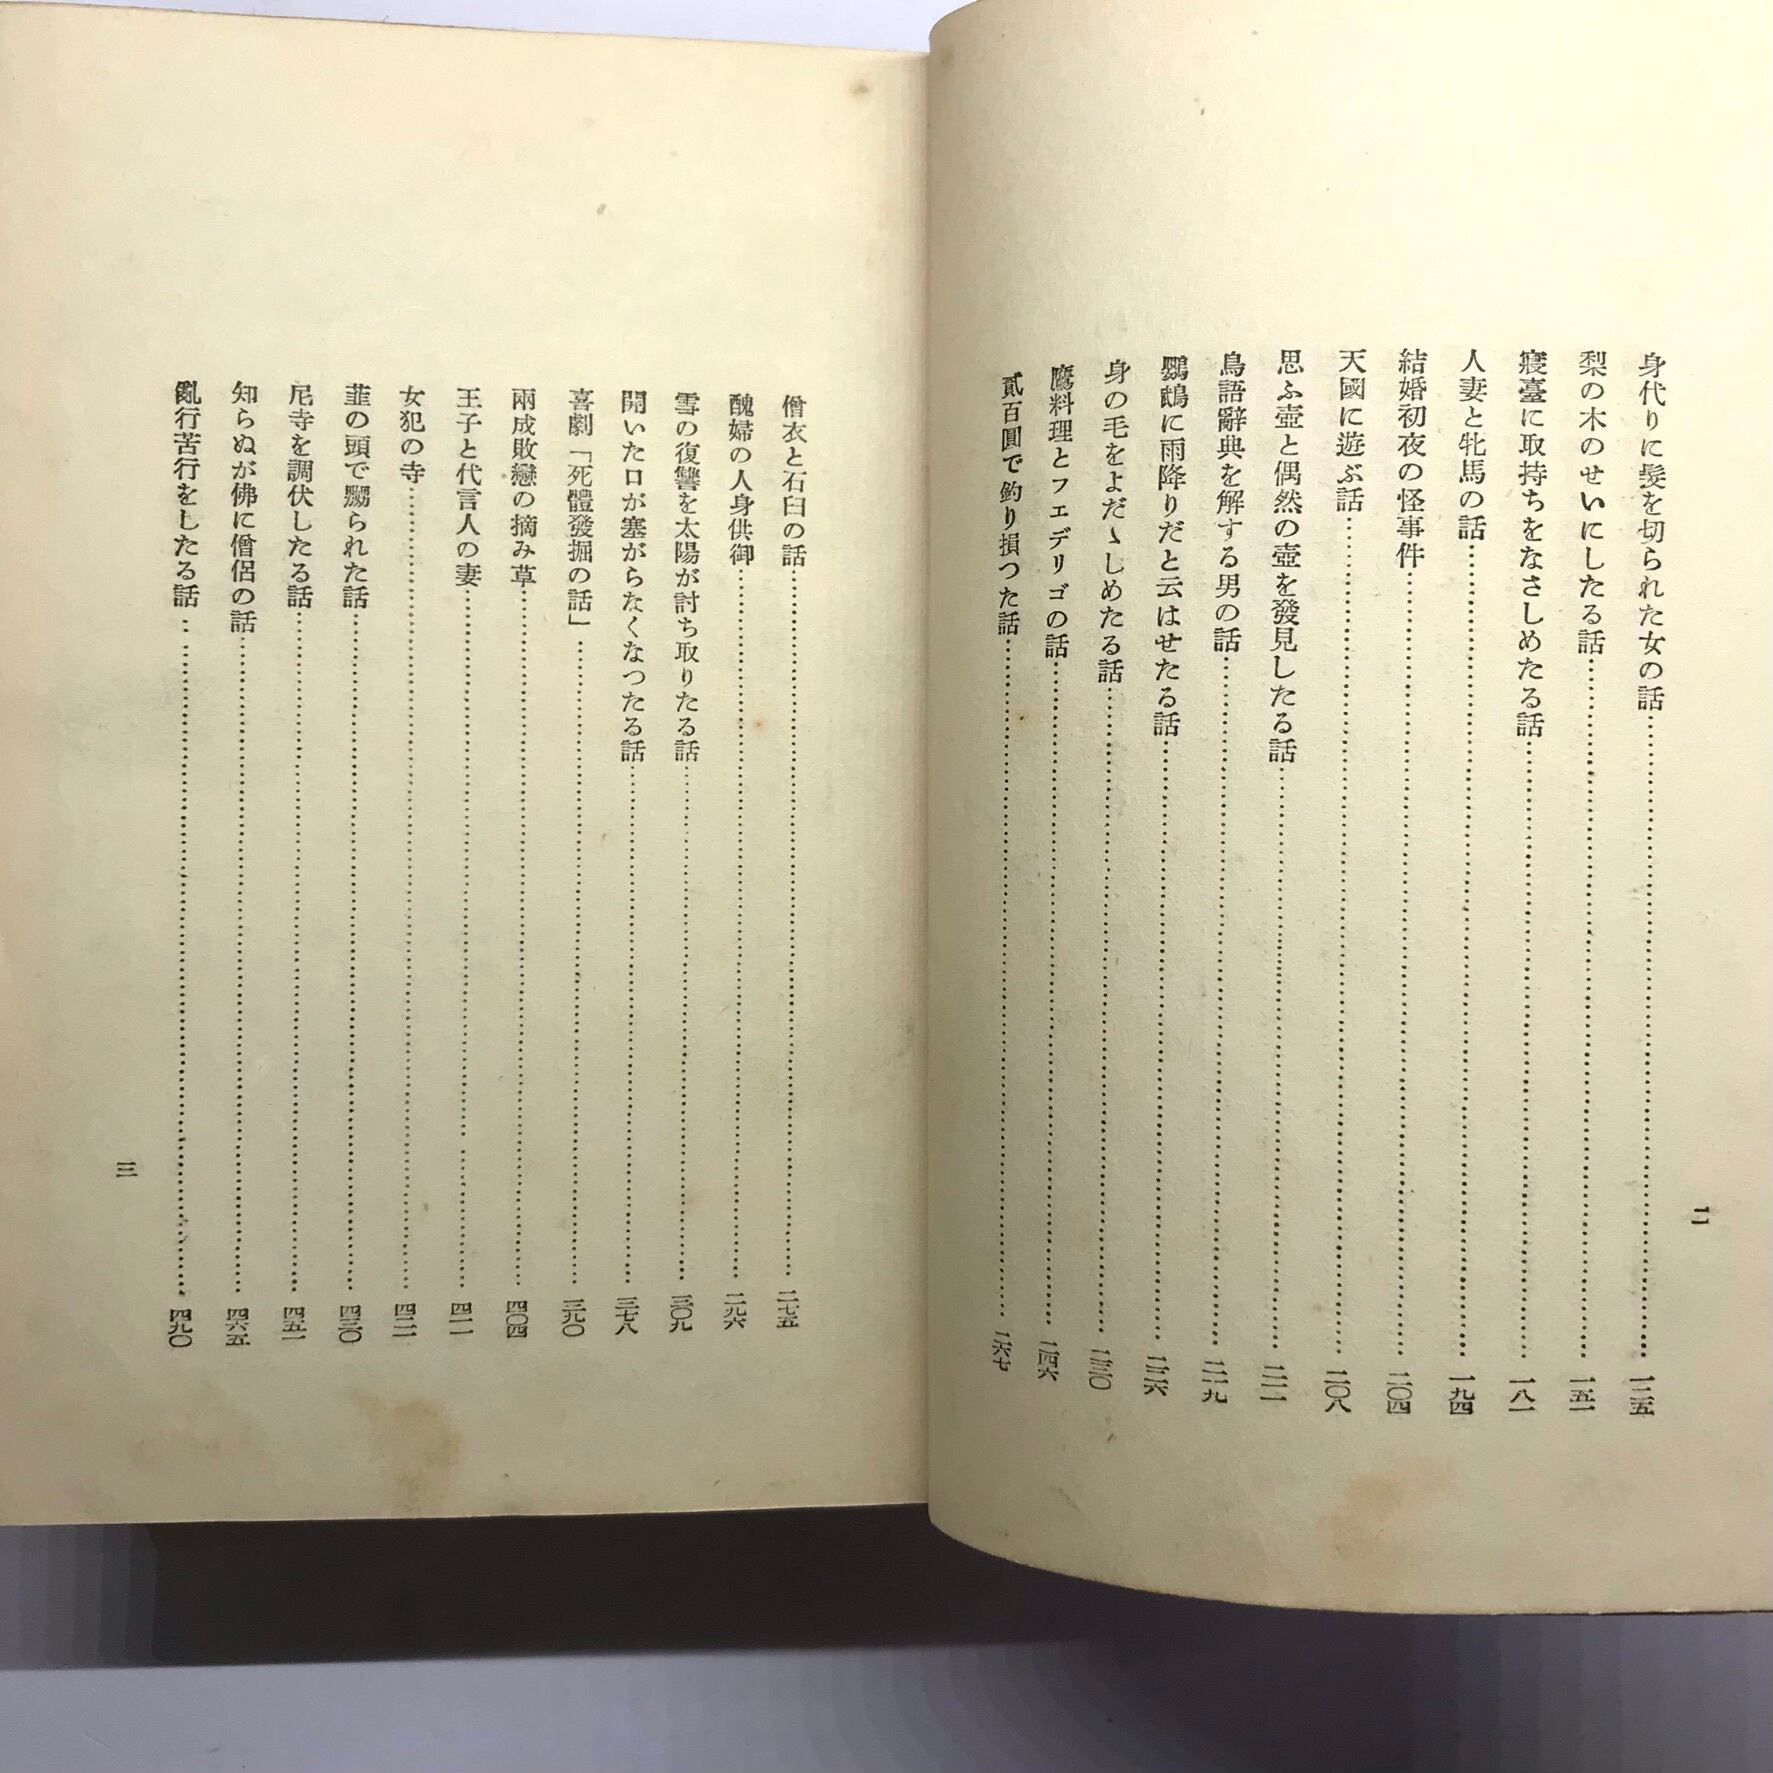 身代りに髮を切られた女の話…………一二五
梨の木のせいにしたる話…………一五一
寢臺に取持ちをなさしめたる話…………一八一
人妻と牝馬の話…………一九四
結婚初夜の怪事件…………二〇四
天國に遊ぶ話…………二〇八
思ふ壺と偶然の壺を發見したる話…………二一一
鳥語辭典を解する男の話…………二一九
鸚鵡に雨降りだと云はせたる話…………二二六
身の毛をよだゝしめたる話…………二三〇
鷹料理とフェデリゴの話…………二四六
貳百圓で釣り損つた話…………二六七
二
僧衣と石臼の話…………二七五
醜婦の人身供御…………二九六
雪の復讐を太陽が討ち取りたる話…………三〇九
開いた口が塞がらなくなつたる話…………三七八
喜劇「死體發掘の話」…………三九〇
兩成敗戀の摘み草…………四〇四
王子と代言人の妻…………四一一
女犯の寺…………四二一
韮の頭で嬲られた話…………四三〇
尼寺を調伏したる話…………四五一
知らぬが佛に僧侶の話…………四六五
亂行苦行をしたる話…………四九〇
三